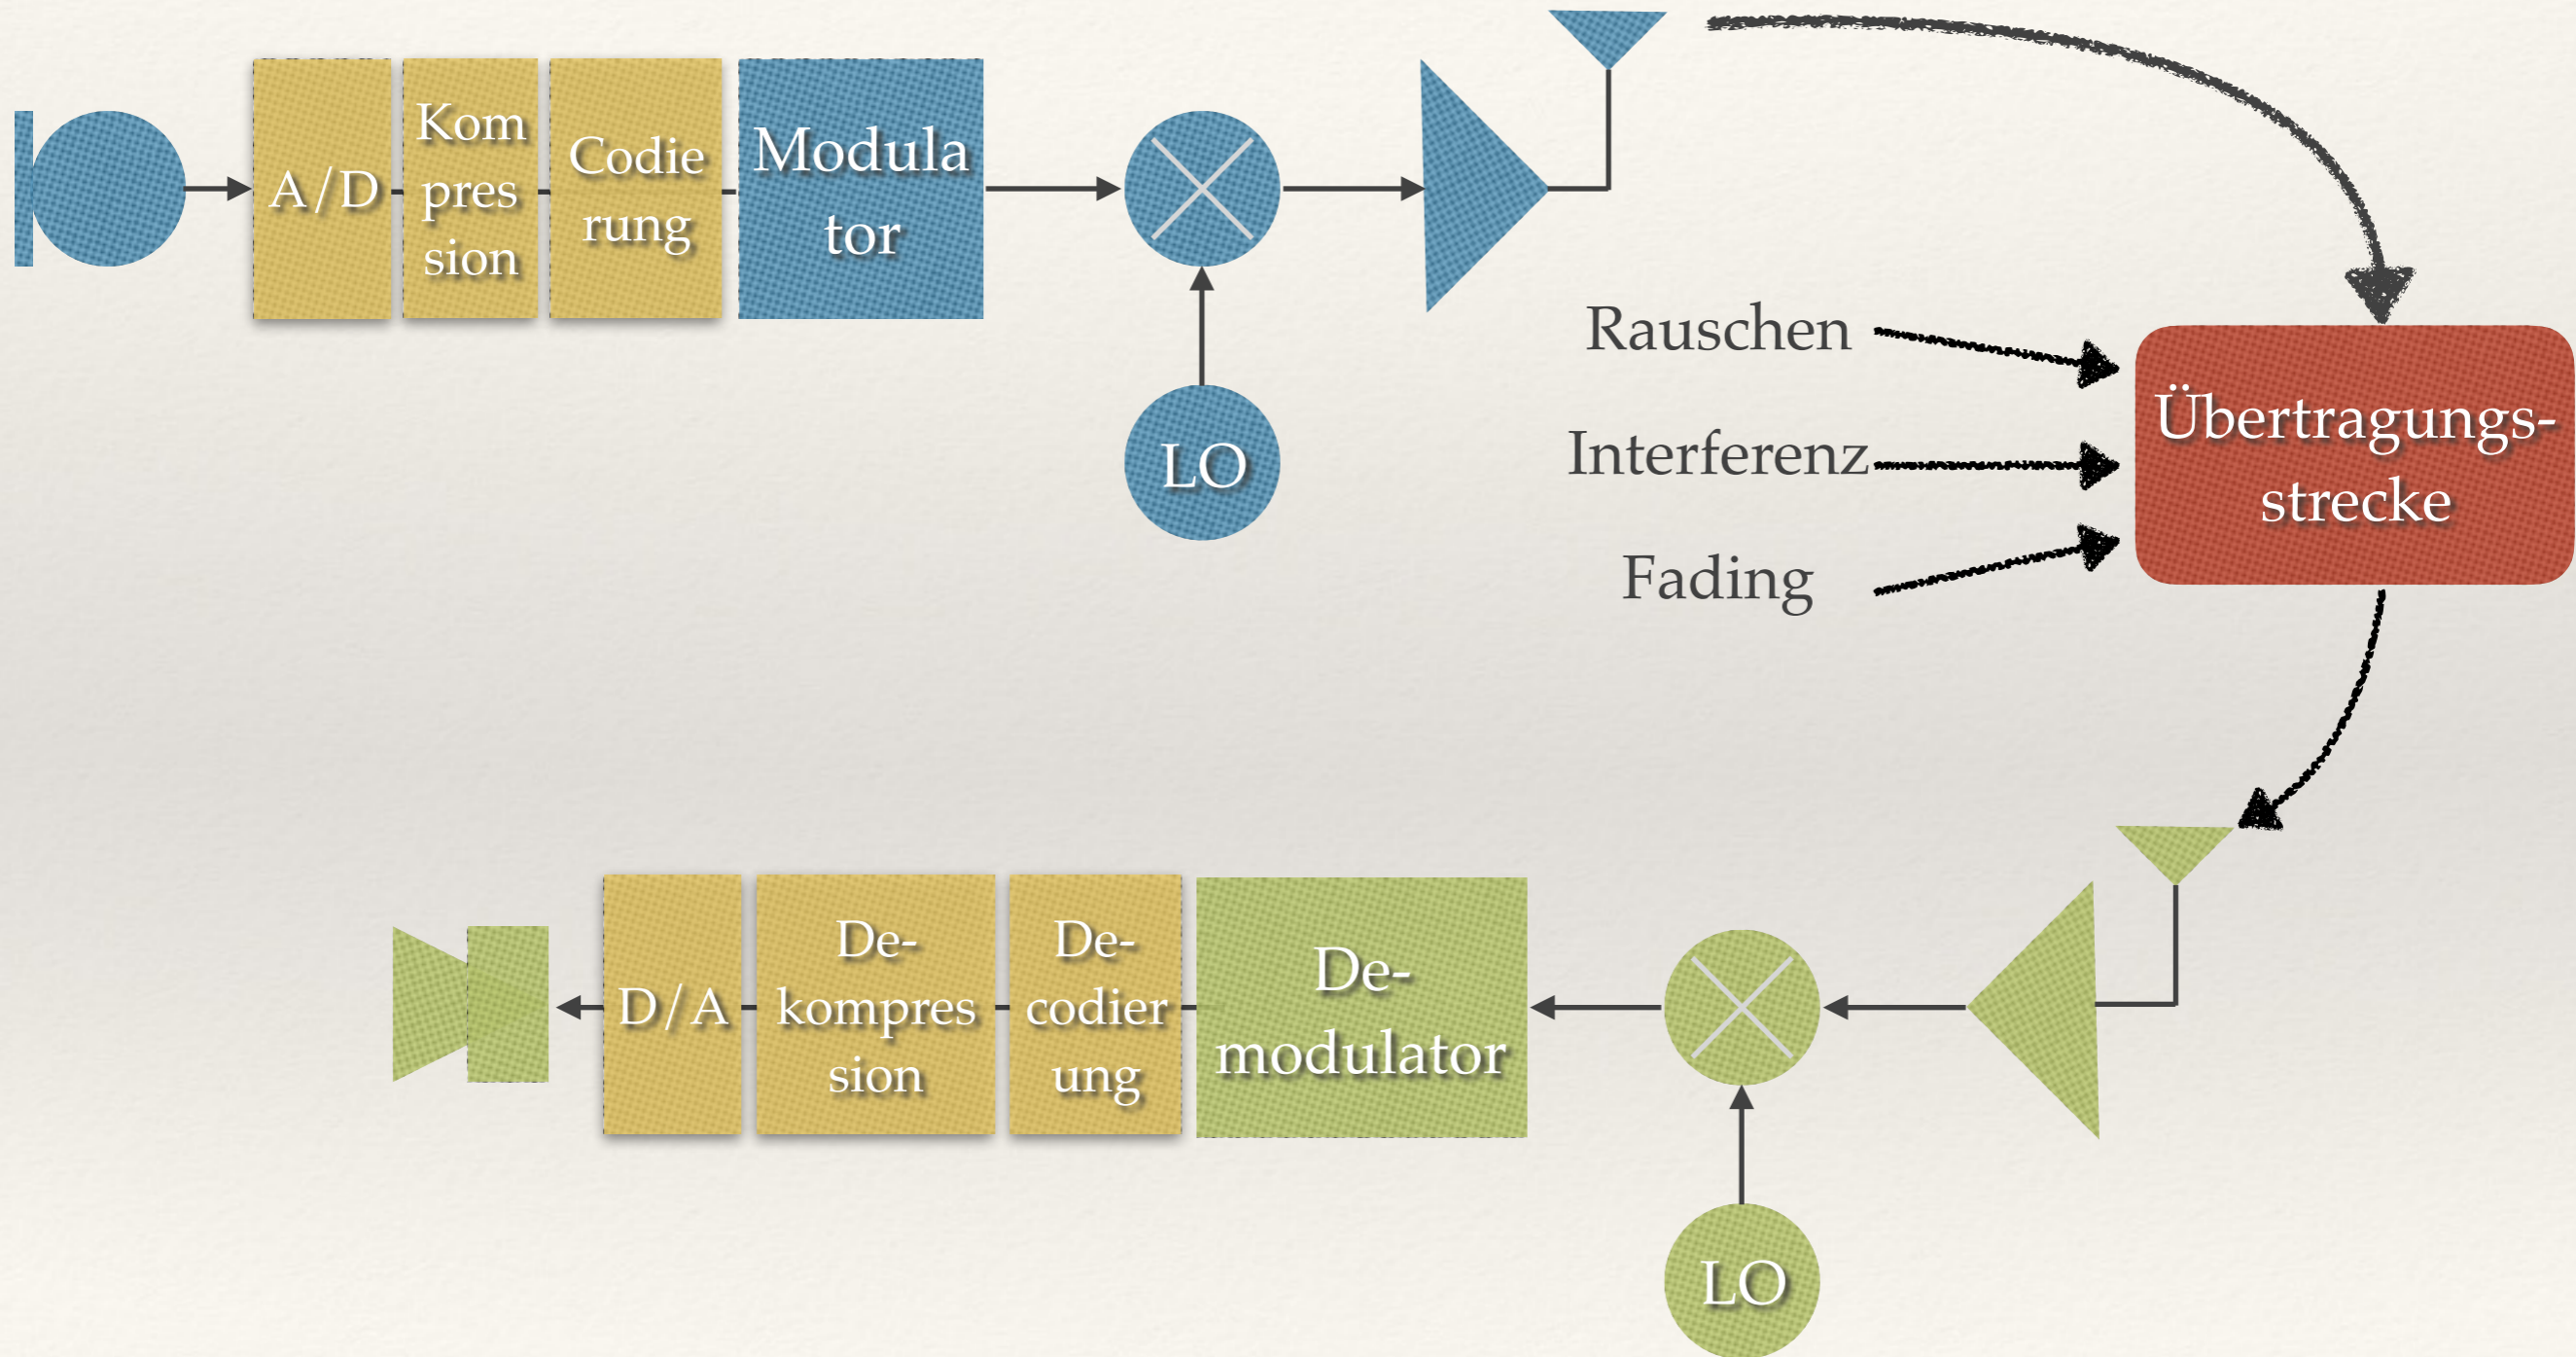 A/D
Kom
pres
sion
Codie
rung
Modula
tor
LO
Rauschen
Interferenz
Fading
Übertragungs-
strecke
D/A
De-
kompres
sion
De-
codier
ung
De-
modulator
LO